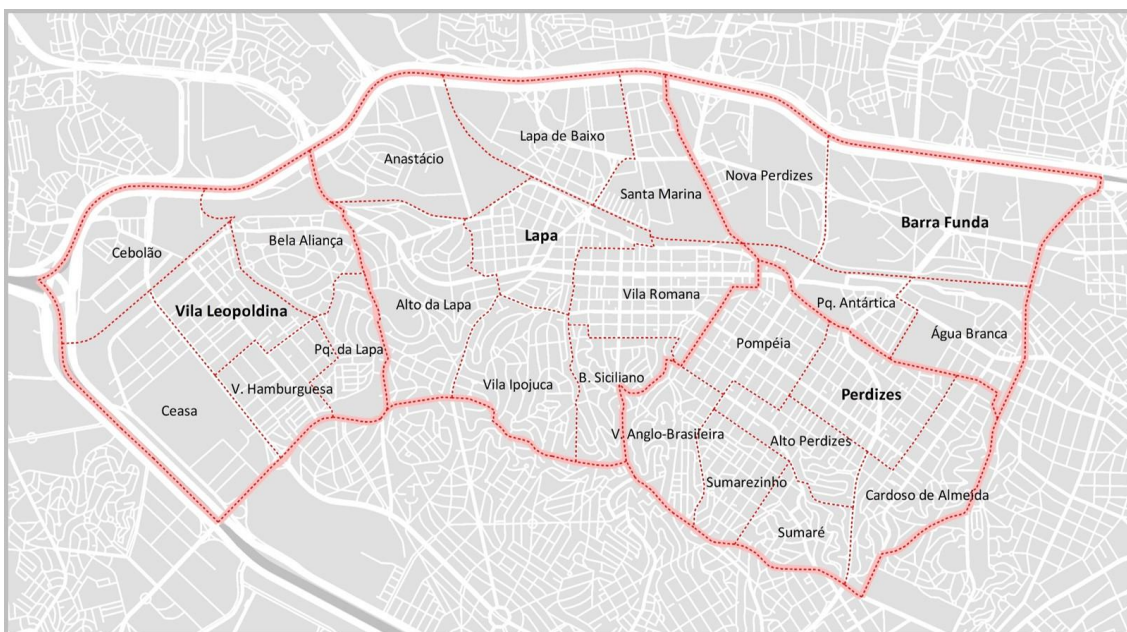 Lapa de Baixo
Anastácio
Nova Perdizes
Santa Marina
Barra Funda
Lapa
Bela Aliança
Cebolão
Vila Romana
Pq. Antártica
Alto da Lapa
Vila Leopoldina
Água Branca
Pompéia
Pq. da Lapa
B. Siciliano
Vila Ipojuca
V. Hamburguesa
Perdizes
Ceasa
V. Anglo-Brasileira
Alto Perdizes
Sumarezinho
Cardoso de Almeida
Sumaré